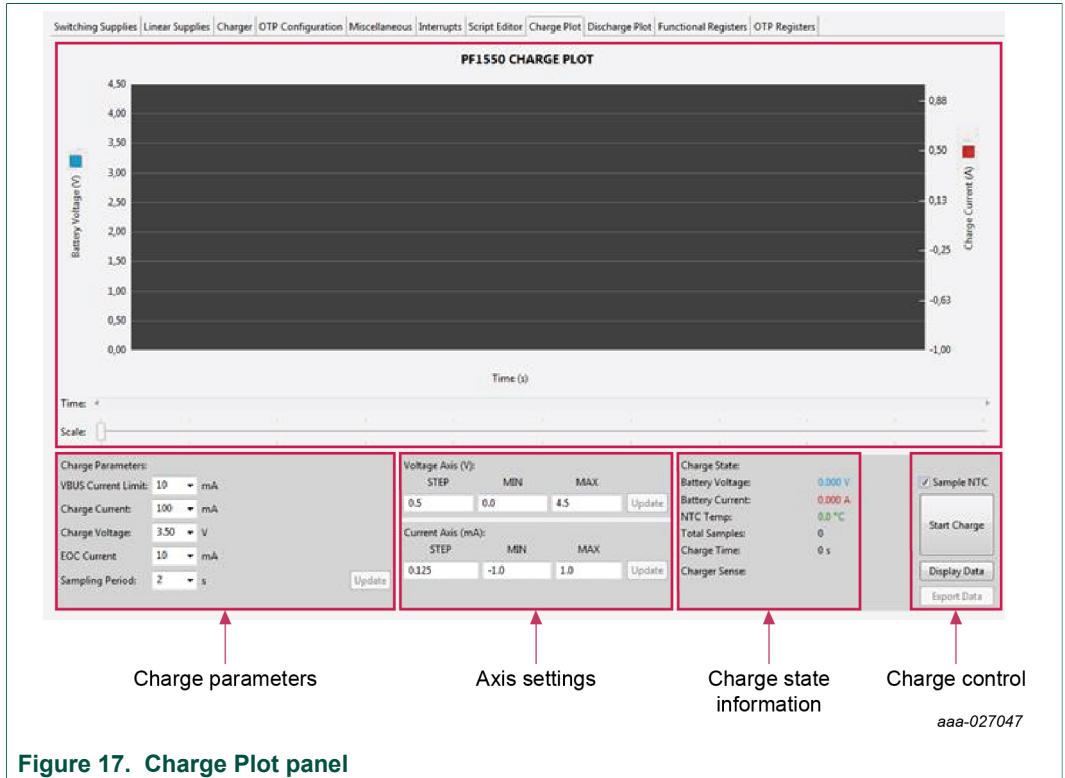 Switching Supplies Linear Supplies Charger OTP Configuration Miscellaneous Interrupts Script Editor Charge Plot Discharge Plot Functional Registers OTP Registers
PF1550 CHARGE PLOT
4,50
4,00
3,50
3,00
2,50
2,00
1,50
1,00
0,50
0,00
Battery Voltage (V)
0,88
0,50
0,13
-0,25
-0,63
-1,00
Charge Current (A)
Time (s)
Time:
Scale:
Charge Parameters:
VBUS Current Limit: 10 mA
Charge Current: 100 mA
Charge Voltage: 3.50 V
EOC Current 10 mA
Sampling Period: 2 s
Update
Voltage Axis (V):
STEP MIN MAX
0.5 0.0 4.5 Update
Current Axis (mA):
STEP MIN MAX
0.125 -1.0 1.0 Update
Charge State:
Battery Voltage: 0.000 V
Battery Current: 0.000 A
NTC Temp: 0.0 °C
Total Samples: 0
Charge Time: 0 s
Charger Sense:
Sample NTC
Start Charge
Display Data
Export Data
Charge parameters
Axis settings
Charge state
information
Charge control
aaa-027047
Figure 17. Charge Plot panel